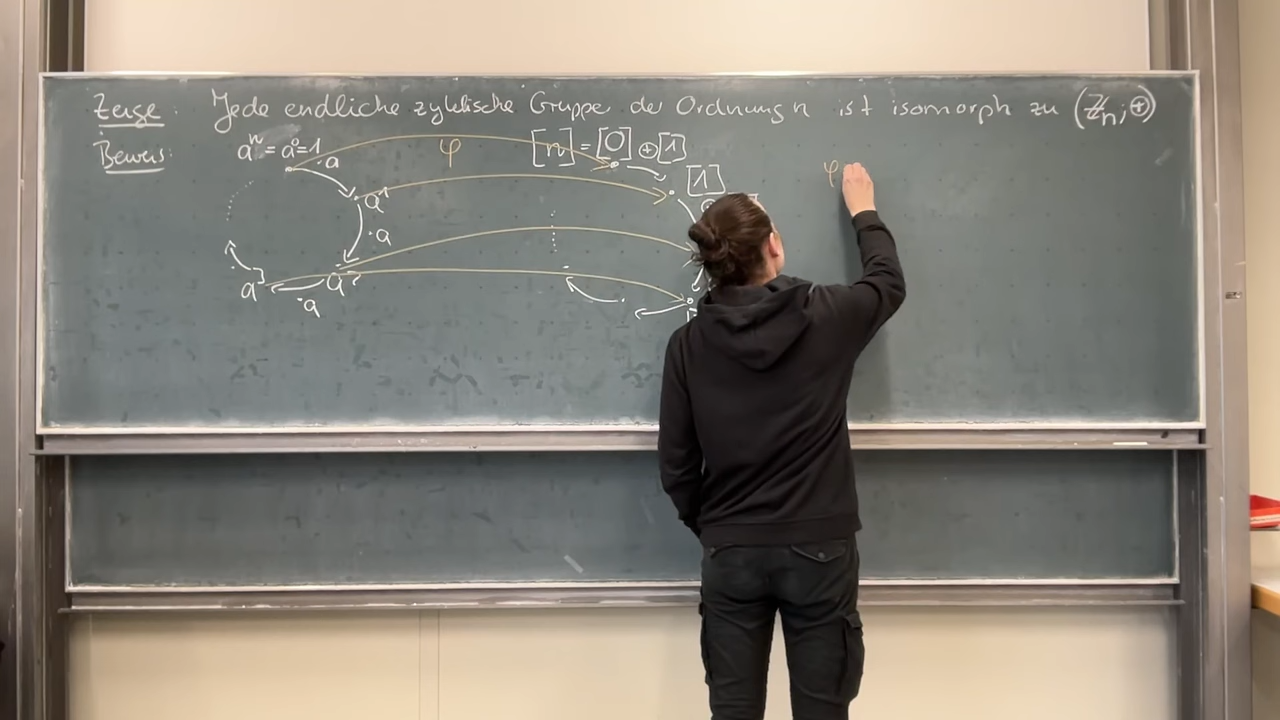 Zeige: Jede endliche zyklische Gruppe der Ordnung n ist isomorph zu (ℤₙ; ⊕)
Beweis: aⁿ = a⁰ = 1
·a
φ
[n] = [0] ⊕ [1]
[1]
φ
a¹
·a
a²
a³
·a